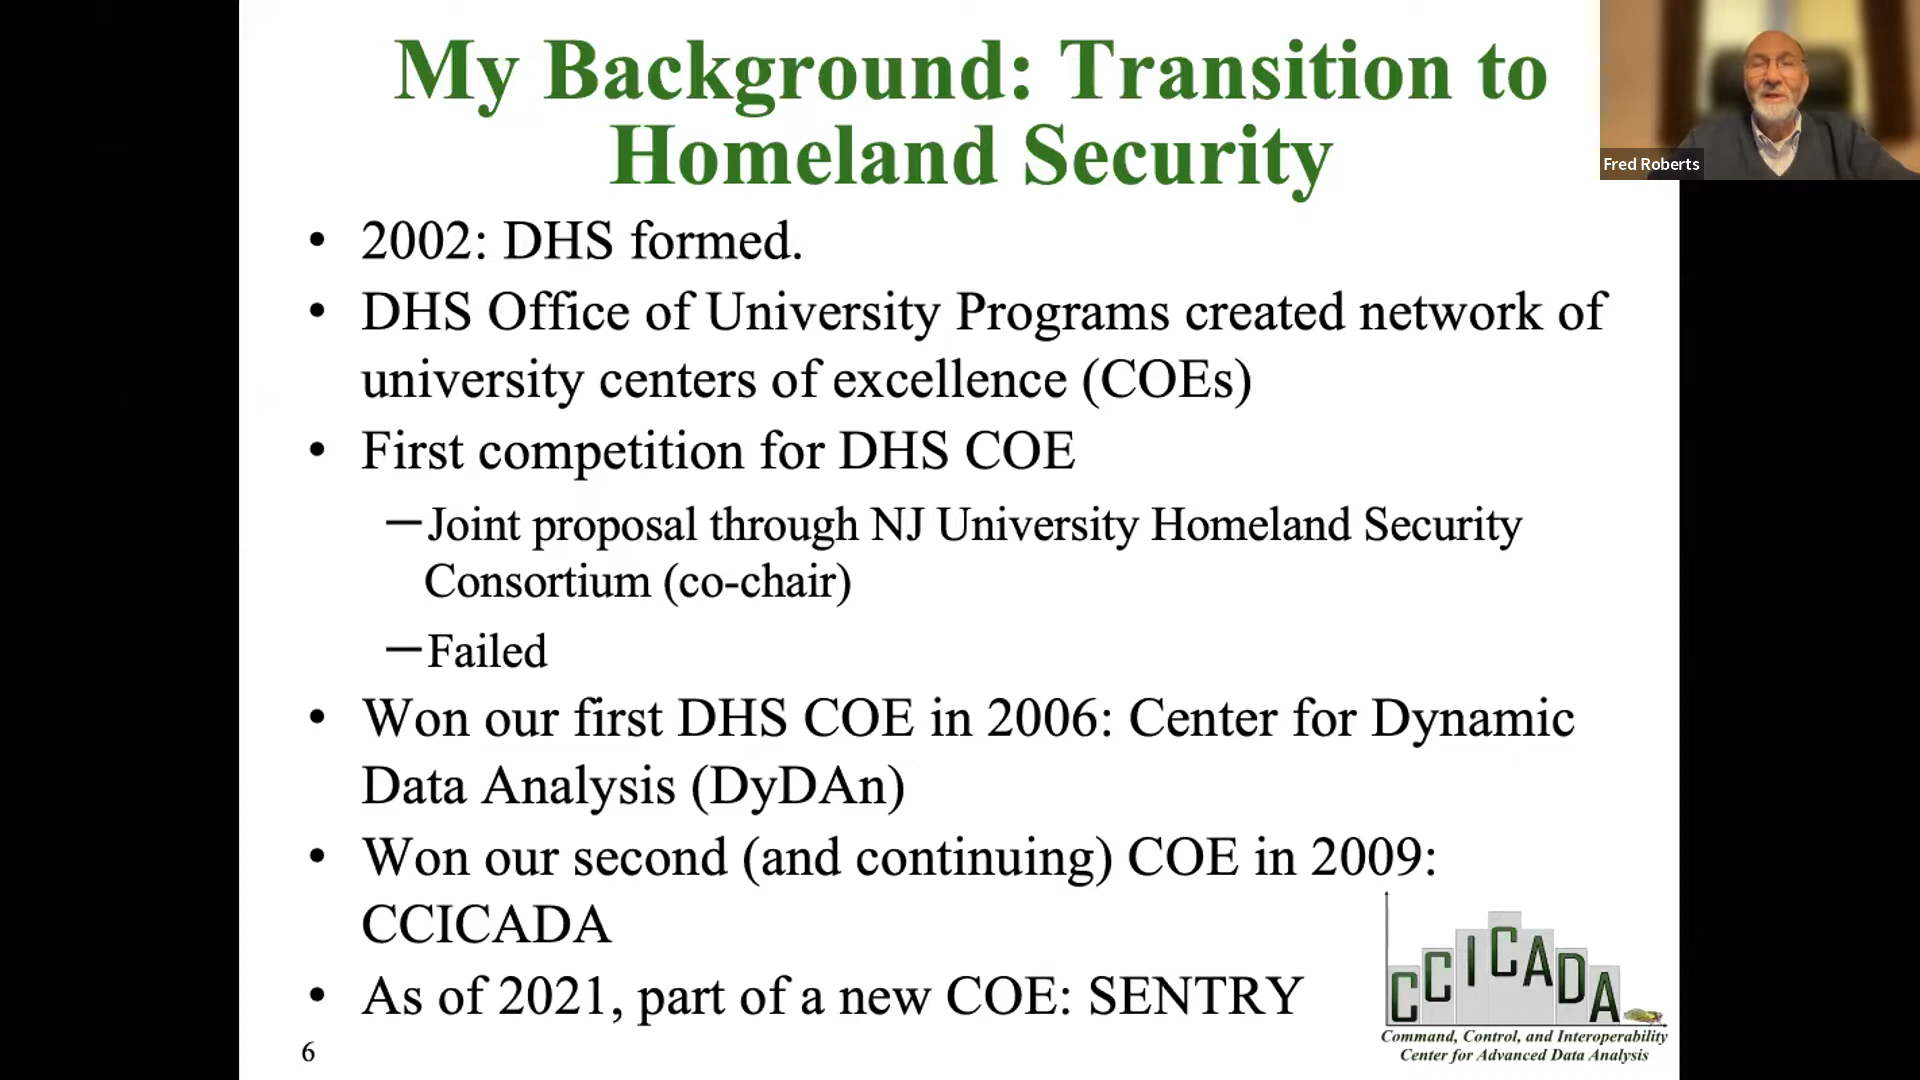 My Background: Transition to
Homeland Security
Fred Roberts
• 2002: DHS formed.
• DHS Office of University Programs created network of
university centers of excellence (COEs)
• First competition for DHS COE
—Joint proposal through NJ University Homeland Security
Consortium (co-chair)
—Failed
• Won our first DHS COE in 2006: Center for Dynamic
Data Analysis (DyDAn)
• Won our second (and continuing) COE in 2009:
CCICADA
• As of 2021, part of a new COE: SENTRY
CCICADA
Command, Control, and Interoperability
Center for Advanced Data Analysis
6